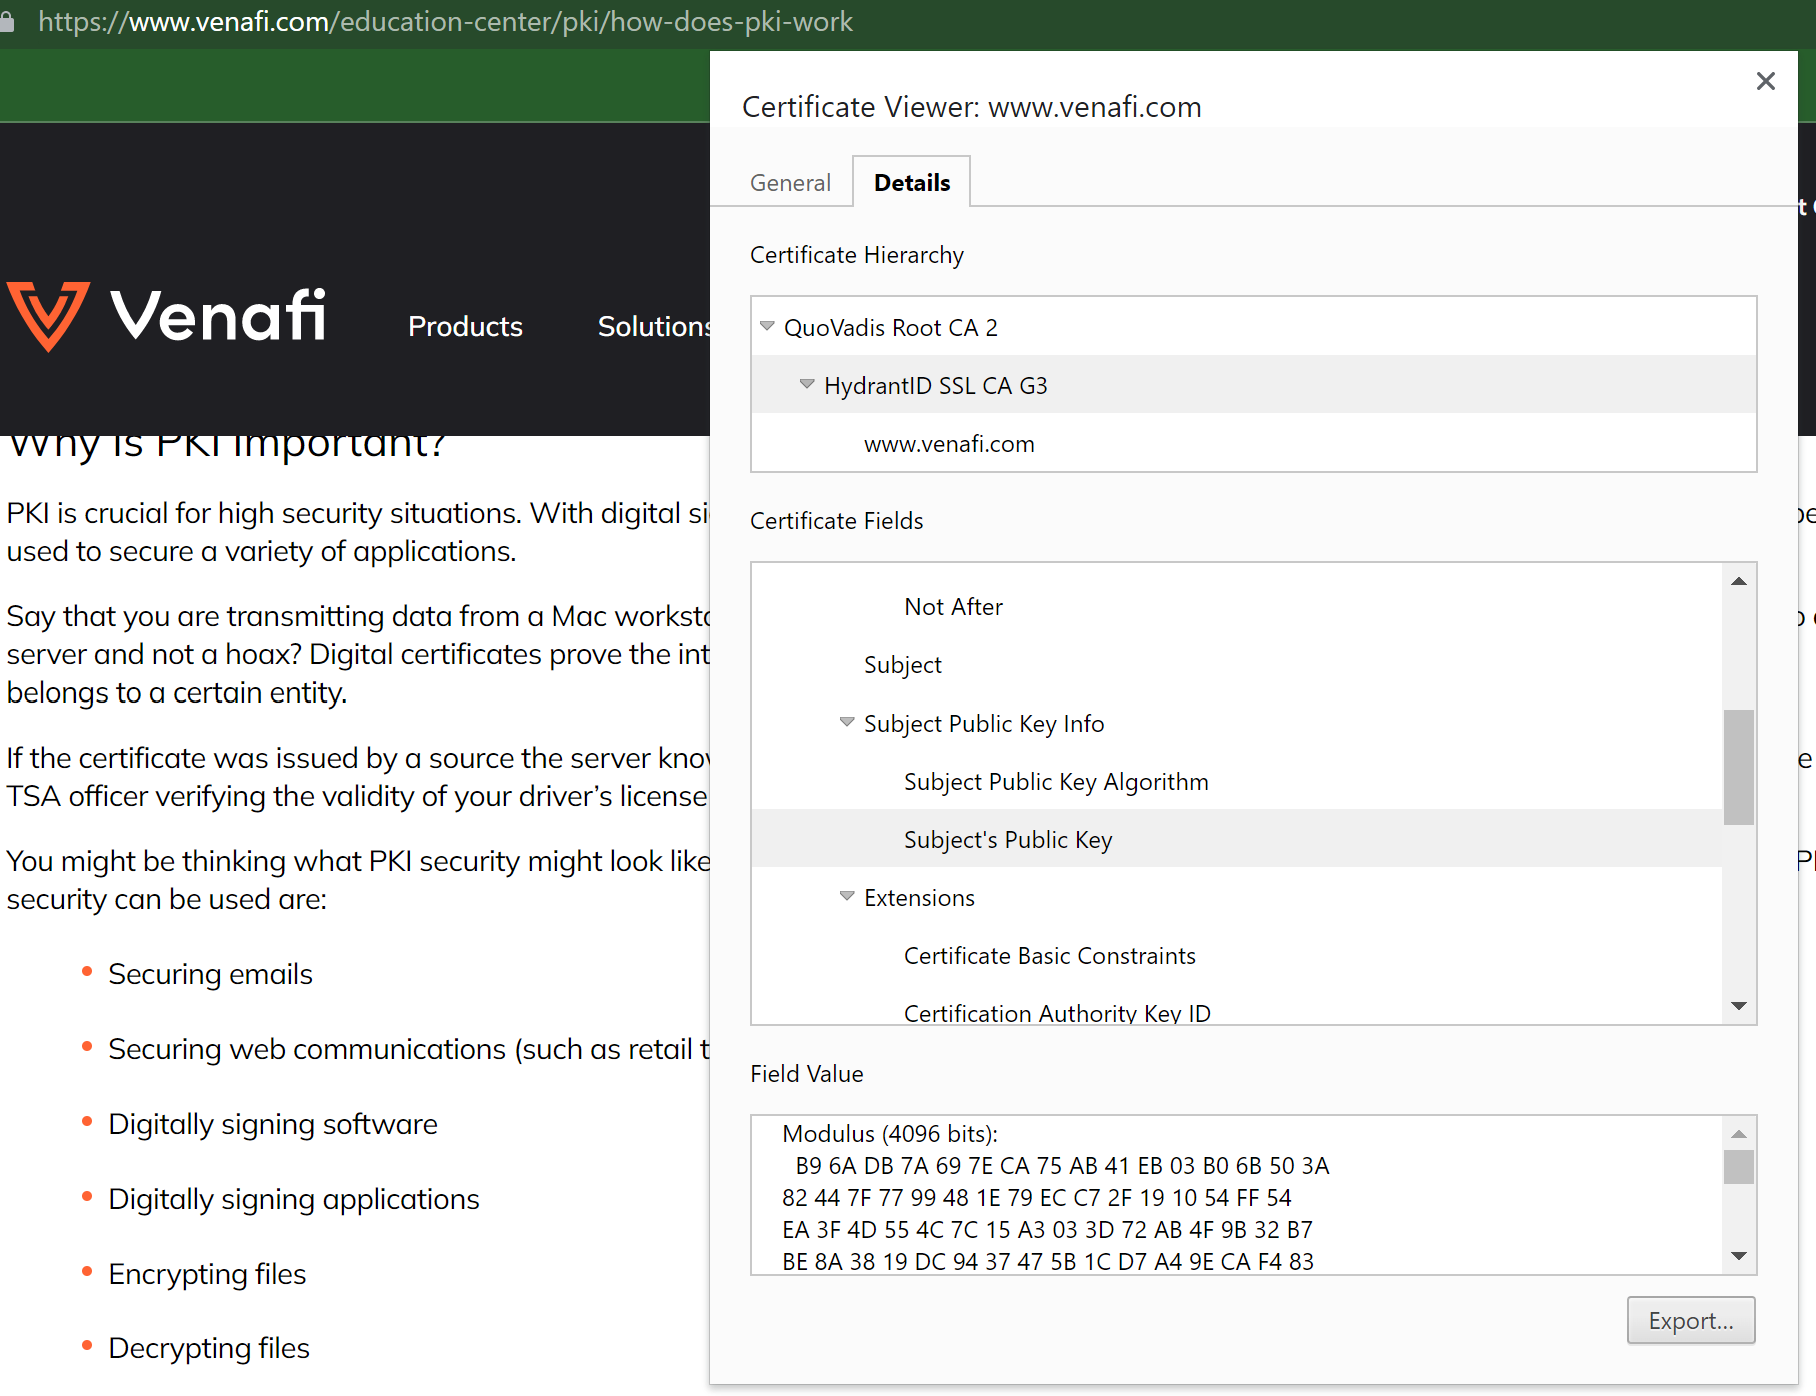 https://www.venafi.com/education-center/pki/how-does-pki-work
Venafi
Products
Solutions
Why Is PKI Important?
PKI is crucial for high security situations. With digital si
used to secure a variety of applications.
Say that you are transmitting data from a Mac worksta
server and not a hoax? Digital certificates prove the int
belongs to a certain entity.
If the certificate was issued by a source the server know
TSA officer verifying the validity of your driver’s license
You might be thinking what PKI security might look like
security can be used are:
Securing emails
Securing web communications (such as retail t
Digitally signing software
Digitally signing applications
Encrypting files
Decrypting files
Certificate Viewer: www.venafi.com
General
Details
Certificate Hierarchy
QuoVadis Root CA 2
HydrantID SSL CA G3
www.venafi.com
Certificate Fields
Not After
Subject
Subject Public Key Info
Subject Public Key Algorithm
Subject's Public Key
Extensions
Certificate Basic Constraints
Certification Authority Key ID
Field Value
Modulus (4096 bits):
B9 6A DB 7A 69 7E CA 75 AB 41 EB 03 B0 6B 50 3A
82 44 7F 77 99 48 1E 79 EC C7 2F 19 10 54 FF 54
EA 3F 4D 55 4C 7C 15 A3 03 3D 72 AB 4F 9B 32 B7
BE 8A 38 19 DC 94 37 47 5B 1C D7 A4 9E CA F4 83
Export...